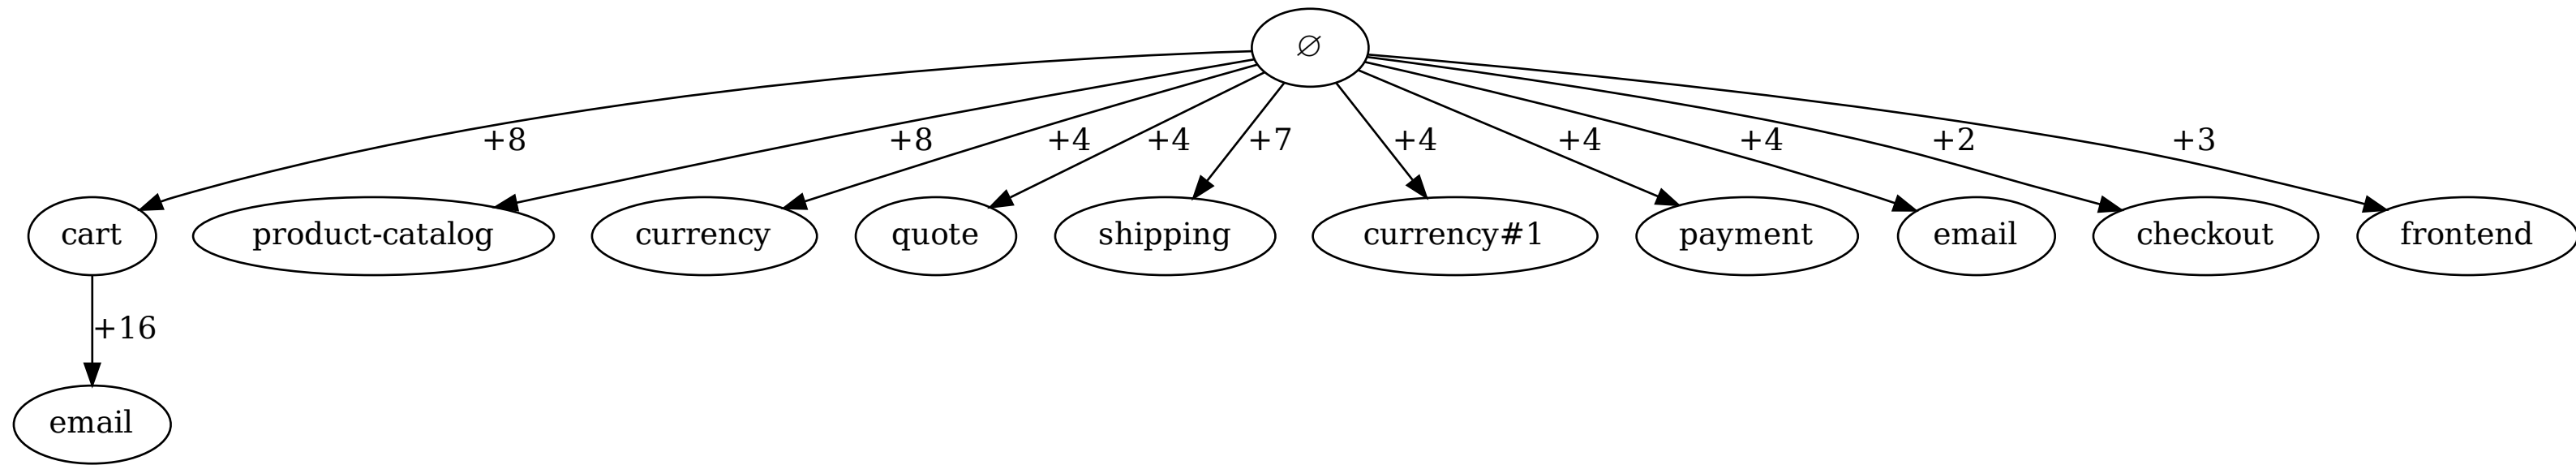 ∅
+8 +8 +4 +4 +7 +4 +4 +4 +2 +3
cart product-catalog currency quote shipping currency#1 payment email checkout frontend
+16
email